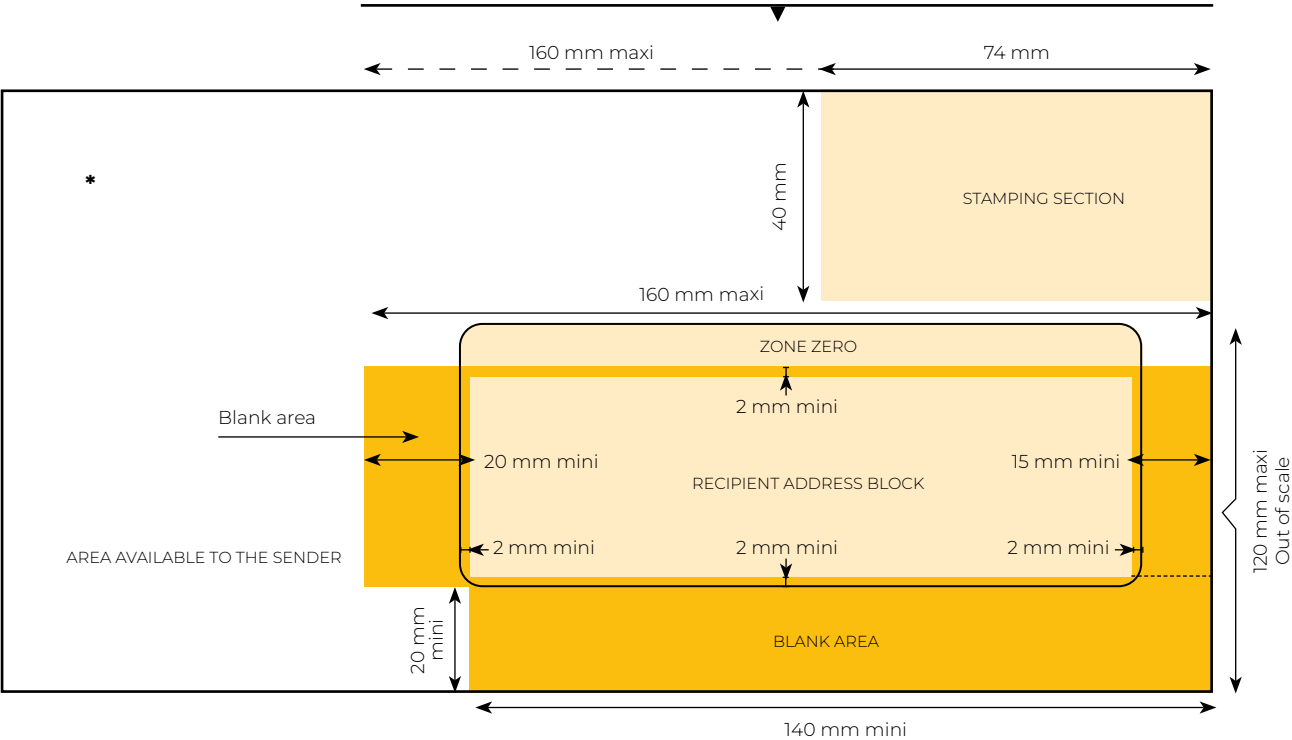 160 mm maxi
74 mm
*
40 mm
STAMPING SECTION
160 mm maxi
ZONE ZERO
2 mm mini
Blank area
20 mm mini
15 mm mini
RECIPIENT ADDRESS BLOCK
120 mm maxi
Out of scale
2 mm mini
2 mm mini
2 mm mini
AREA AVAILABLE TO THE SENDER
20 mm
mini
BLANK AREA
140 mm mini